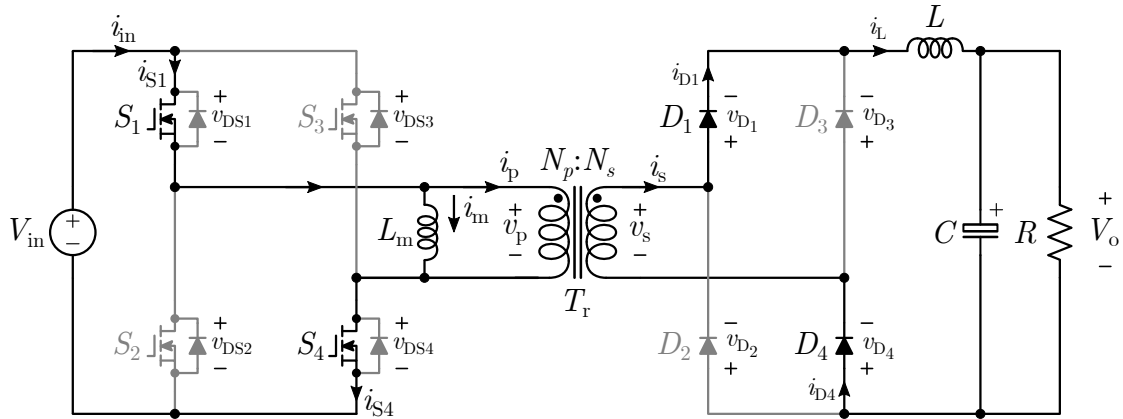 i_in
i_S1
S_1
+
v_DS1
−
S_3
+
v_DS3
−
V_in
+
−
L_m
i_m
i_p
N_p:N_s
i_s
+
v_p
−
+
v_s
−
T_r
S_2
+
v_DS2
−
S_4
+
v_DS4
−
i_S4
i_D1
D_1
−
v_D1
+
D_3
−
v_D3
+
i_L
L
D_2
−
v_D2
+
D_4
−
v_D4
+
i_D4
C
+
R
+
V_o
−